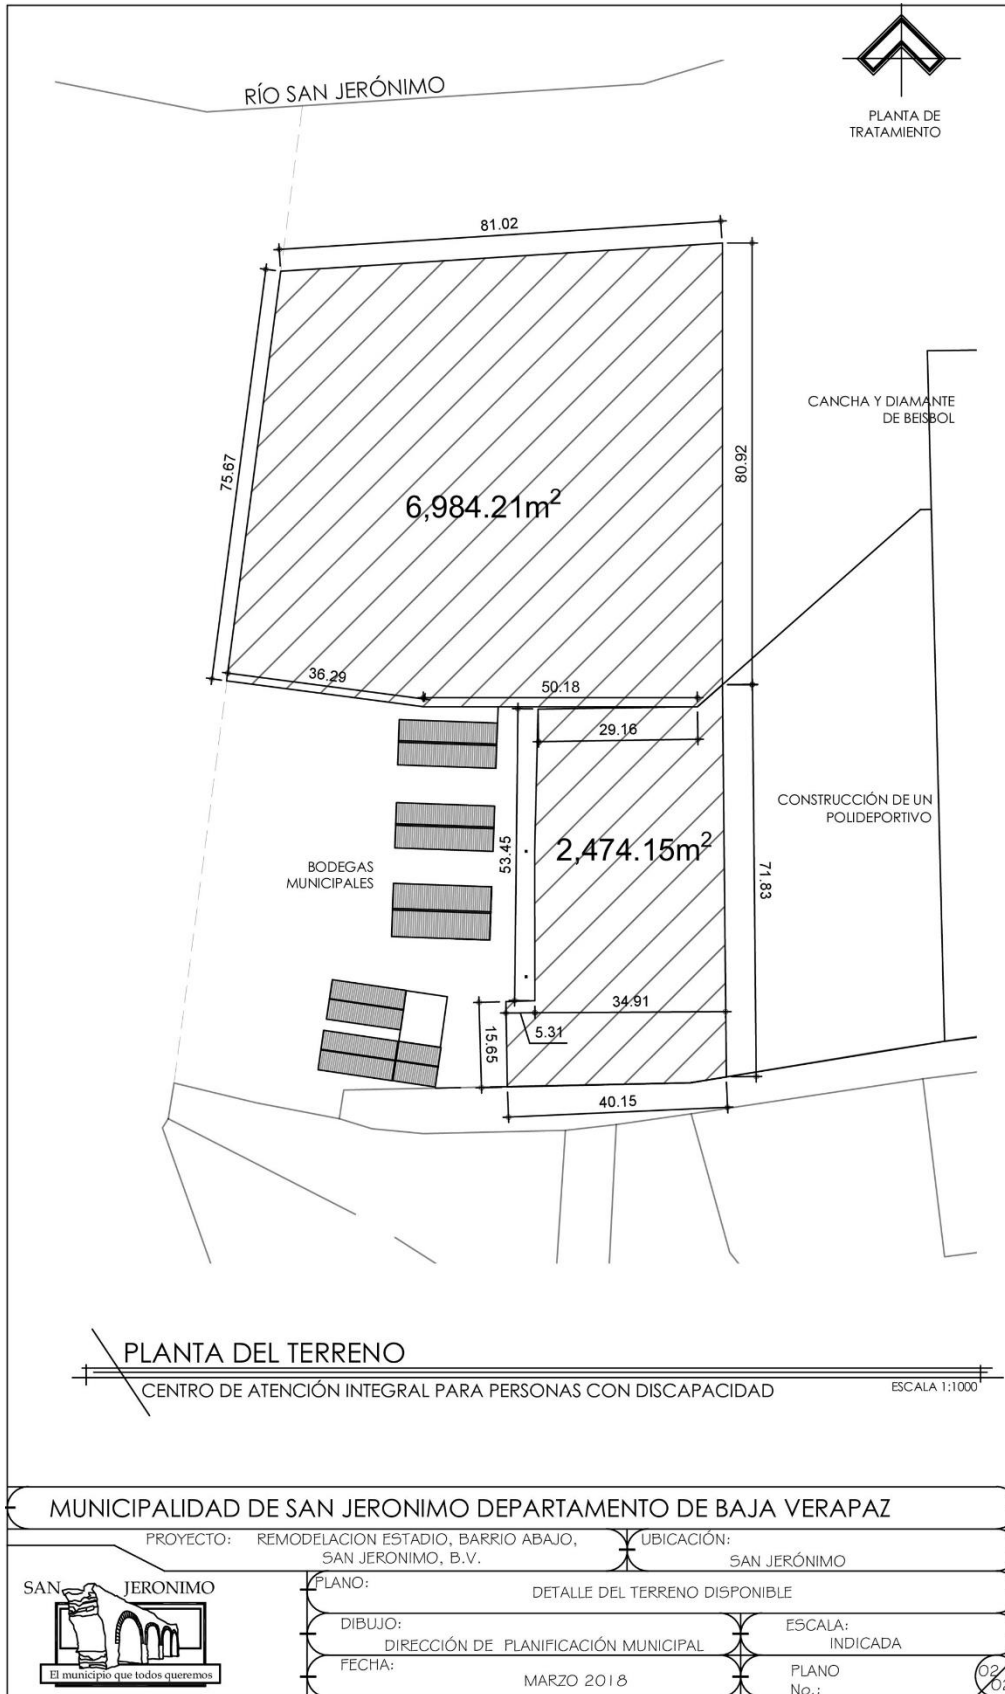 RÍO SAN JERÓNIMO
PLANTA DE
TRATAMIENTO
81.02
75.67
80.92
CANCHA Y DIAMANTE
DE BEISBOL
6,984.21m²
36.29
50.18
29.16
53.45
2,474.15m²
71.83
CONSTRUCCIÓN DE UN
POLIDEPORTIVO
BODEGAS
MUNICIPALES
34.91
5.31
15.65
40.15
PLANTA DEL TERRENO
CENTRO DE ATENCIÓN INTEGRAL PARA PERSONAS CON DISCAPACIDAD
ESCALA 1:1000
MUNICIPALIDAD DE SAN JERONIMO DEPARTAMENTO DE BAJA VERAPAZ
PROYECTO: REMODELACION ESTADIO, BARRIO ABAJO,
SAN JERONIMO, B.V.
UBICACIÓN:
SAN JERÓNIMO
SAN JERONIMO
El municipio que todos queremos
PLANO:
DETALLE DEL TERRENO DISPONIBLE
DIBUJO:
DIRECCIÓN DE PLANIFICACIÓN MUNICIPAL
ESCALA:
INDICADA
FECHA:
MARZO 2018
PLANO
No.:
02